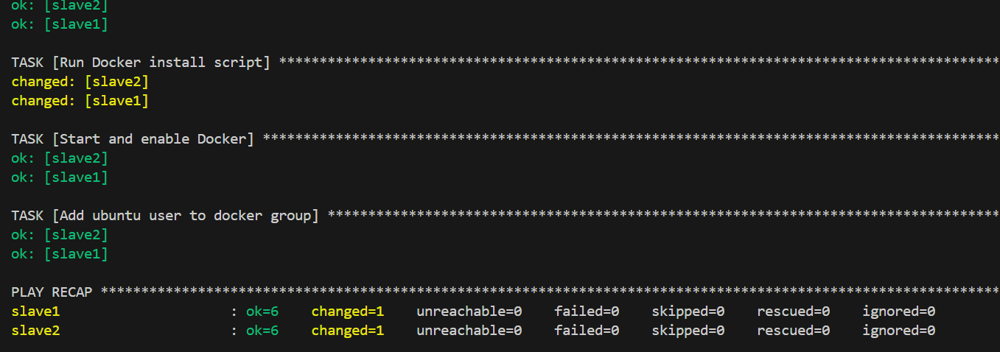 ok: [slave2]
ok: [slave1]
TASK [Run Docker install script] *****************************************************************************************
changed: [slave2]
changed: [slave1]
TASK [Start and enable Docker] *******************************************************************************************
ok: [slave2]
ok: [slave1]
TASK [Add ubuntu user to docker group] ***********************************************************************************
ok: [slave2]
ok: [slave1]
PLAY RECAP ***************************************************************************************************************
slave1                     : ok=6    changed=1    unreachable=0    failed=0    skipped=0    rescued=0    ignored=0
slave2                     : ok=6    changed=1    unreachable=0    failed=0    skipped=0    rescued=0    ignored=0